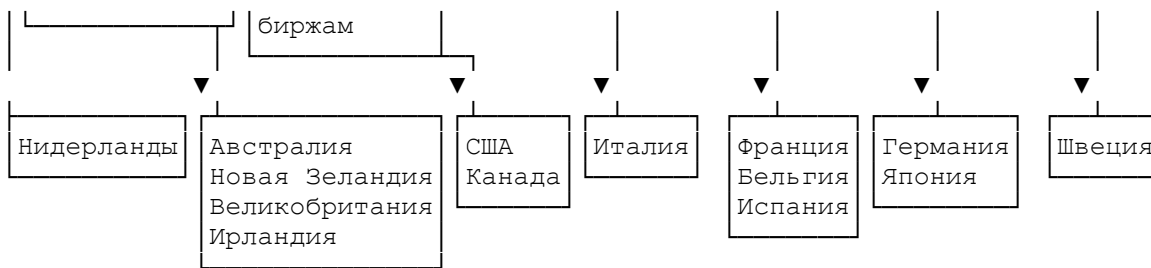 биржам
Нидерланды
Австралия
Новая Зеландия
Великобритания
Ирландия
США
Канада
Италия
Франция
Бельгия
Испания
Германия
Япония
Швеция